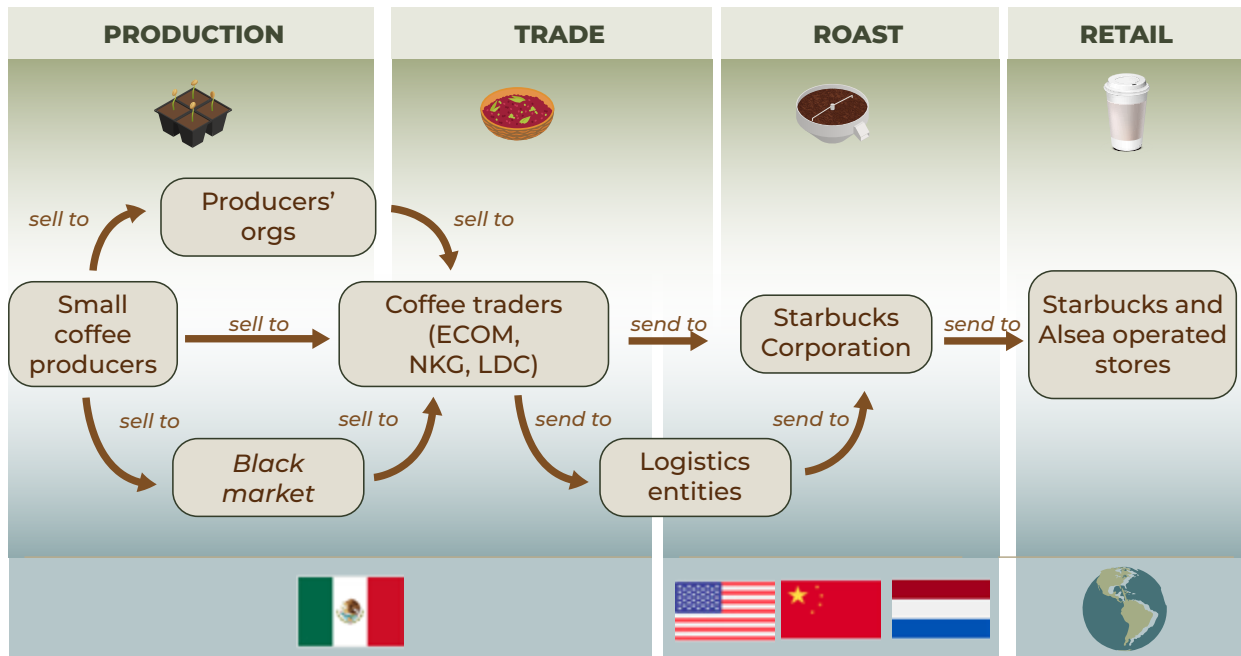 PRODUCTION
TRADE
ROAST
RETAIL
Producers’
orgs
sell to
sell to
Small
coffee
producers
sell to
Coffee traders
(ECOM,
NKG, LDC)
send to
Starbucks
Corporation
send to
Starbucks and
Alsea operated
stores
sell to
sell to
send to
send to
Black
market
Logistics
entities